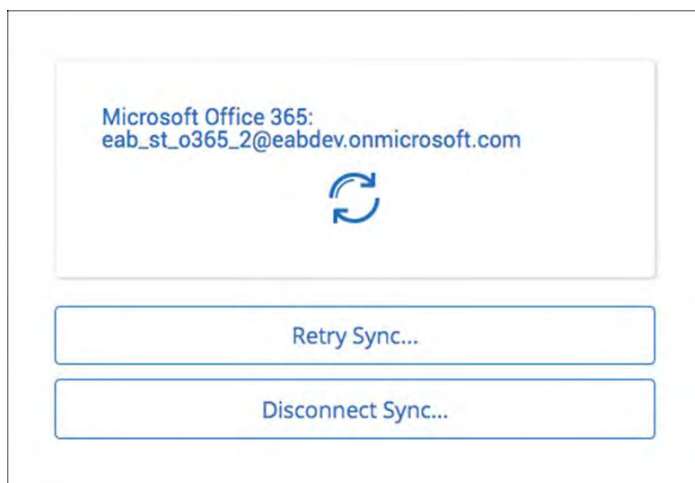 Microsoft Office 365:
eab_st_o365_2@eabdev.onmicrosoft.com
Retry Sync...
Disconnect Sync...